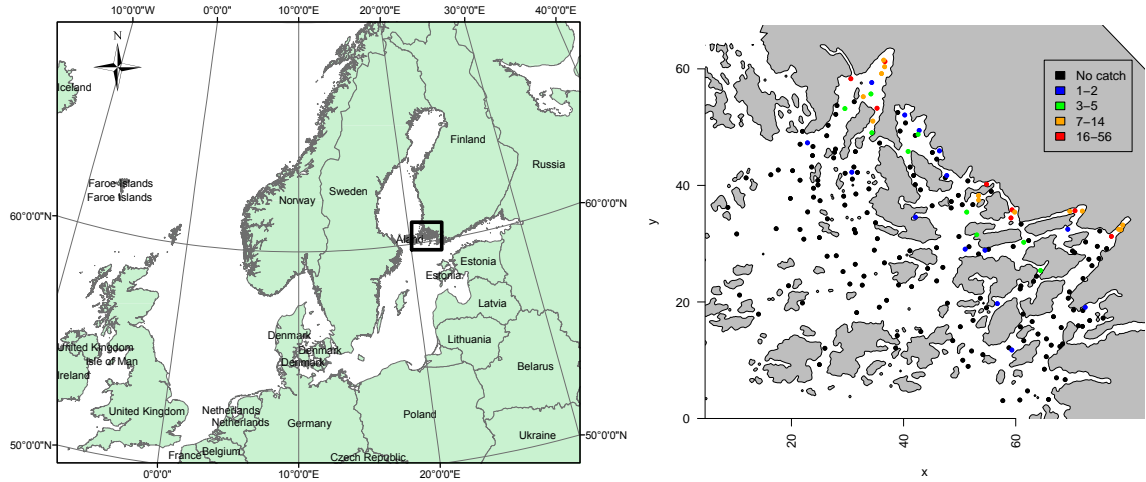 10°0'0"W
0°0'0"
10°0'0"E
20°0'0"E
30°0'0"E
40°0'0"E
N
Iceland
Finland
Russia
Faroe Islands
Faroe Islands
Sweden
Norway
60°0'0"N
60°0'0"N
Estonia
Estonia
Latvia
Denmark
Lithuania
United Kingdom
Denmark
Isle of Man
Denmark
Belarus
Ireland
United Kingdom
Netherlands
Poland
Netherlands
Germany
Ukraine
50°0'0"N
50°0'0"N
France
Belgium
Czech Republic
0°0'0"
10°0'0"E
20°0'0"E
No catch
1–2
3–5
7–14
16–56
60
40
y
20
0
20
40
60
x